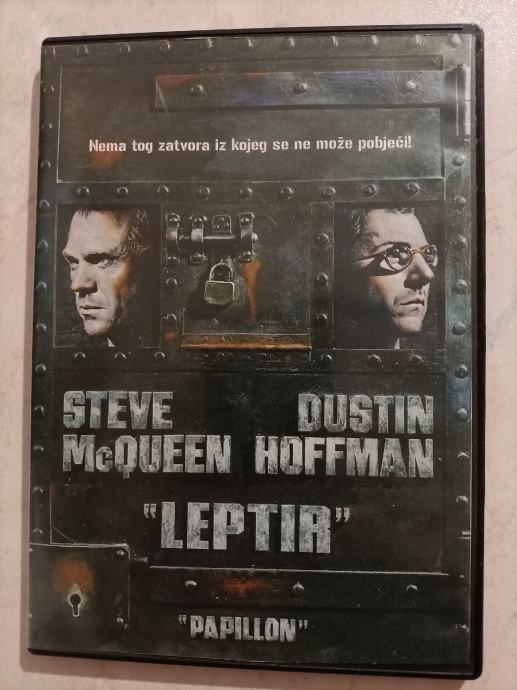 Nema tog zatvora iz kojeg se ne može pobjeći!
STEVE DUSTIN
McQUEEN HOFFMAN
"LEPTIR"
"PAPILLON"